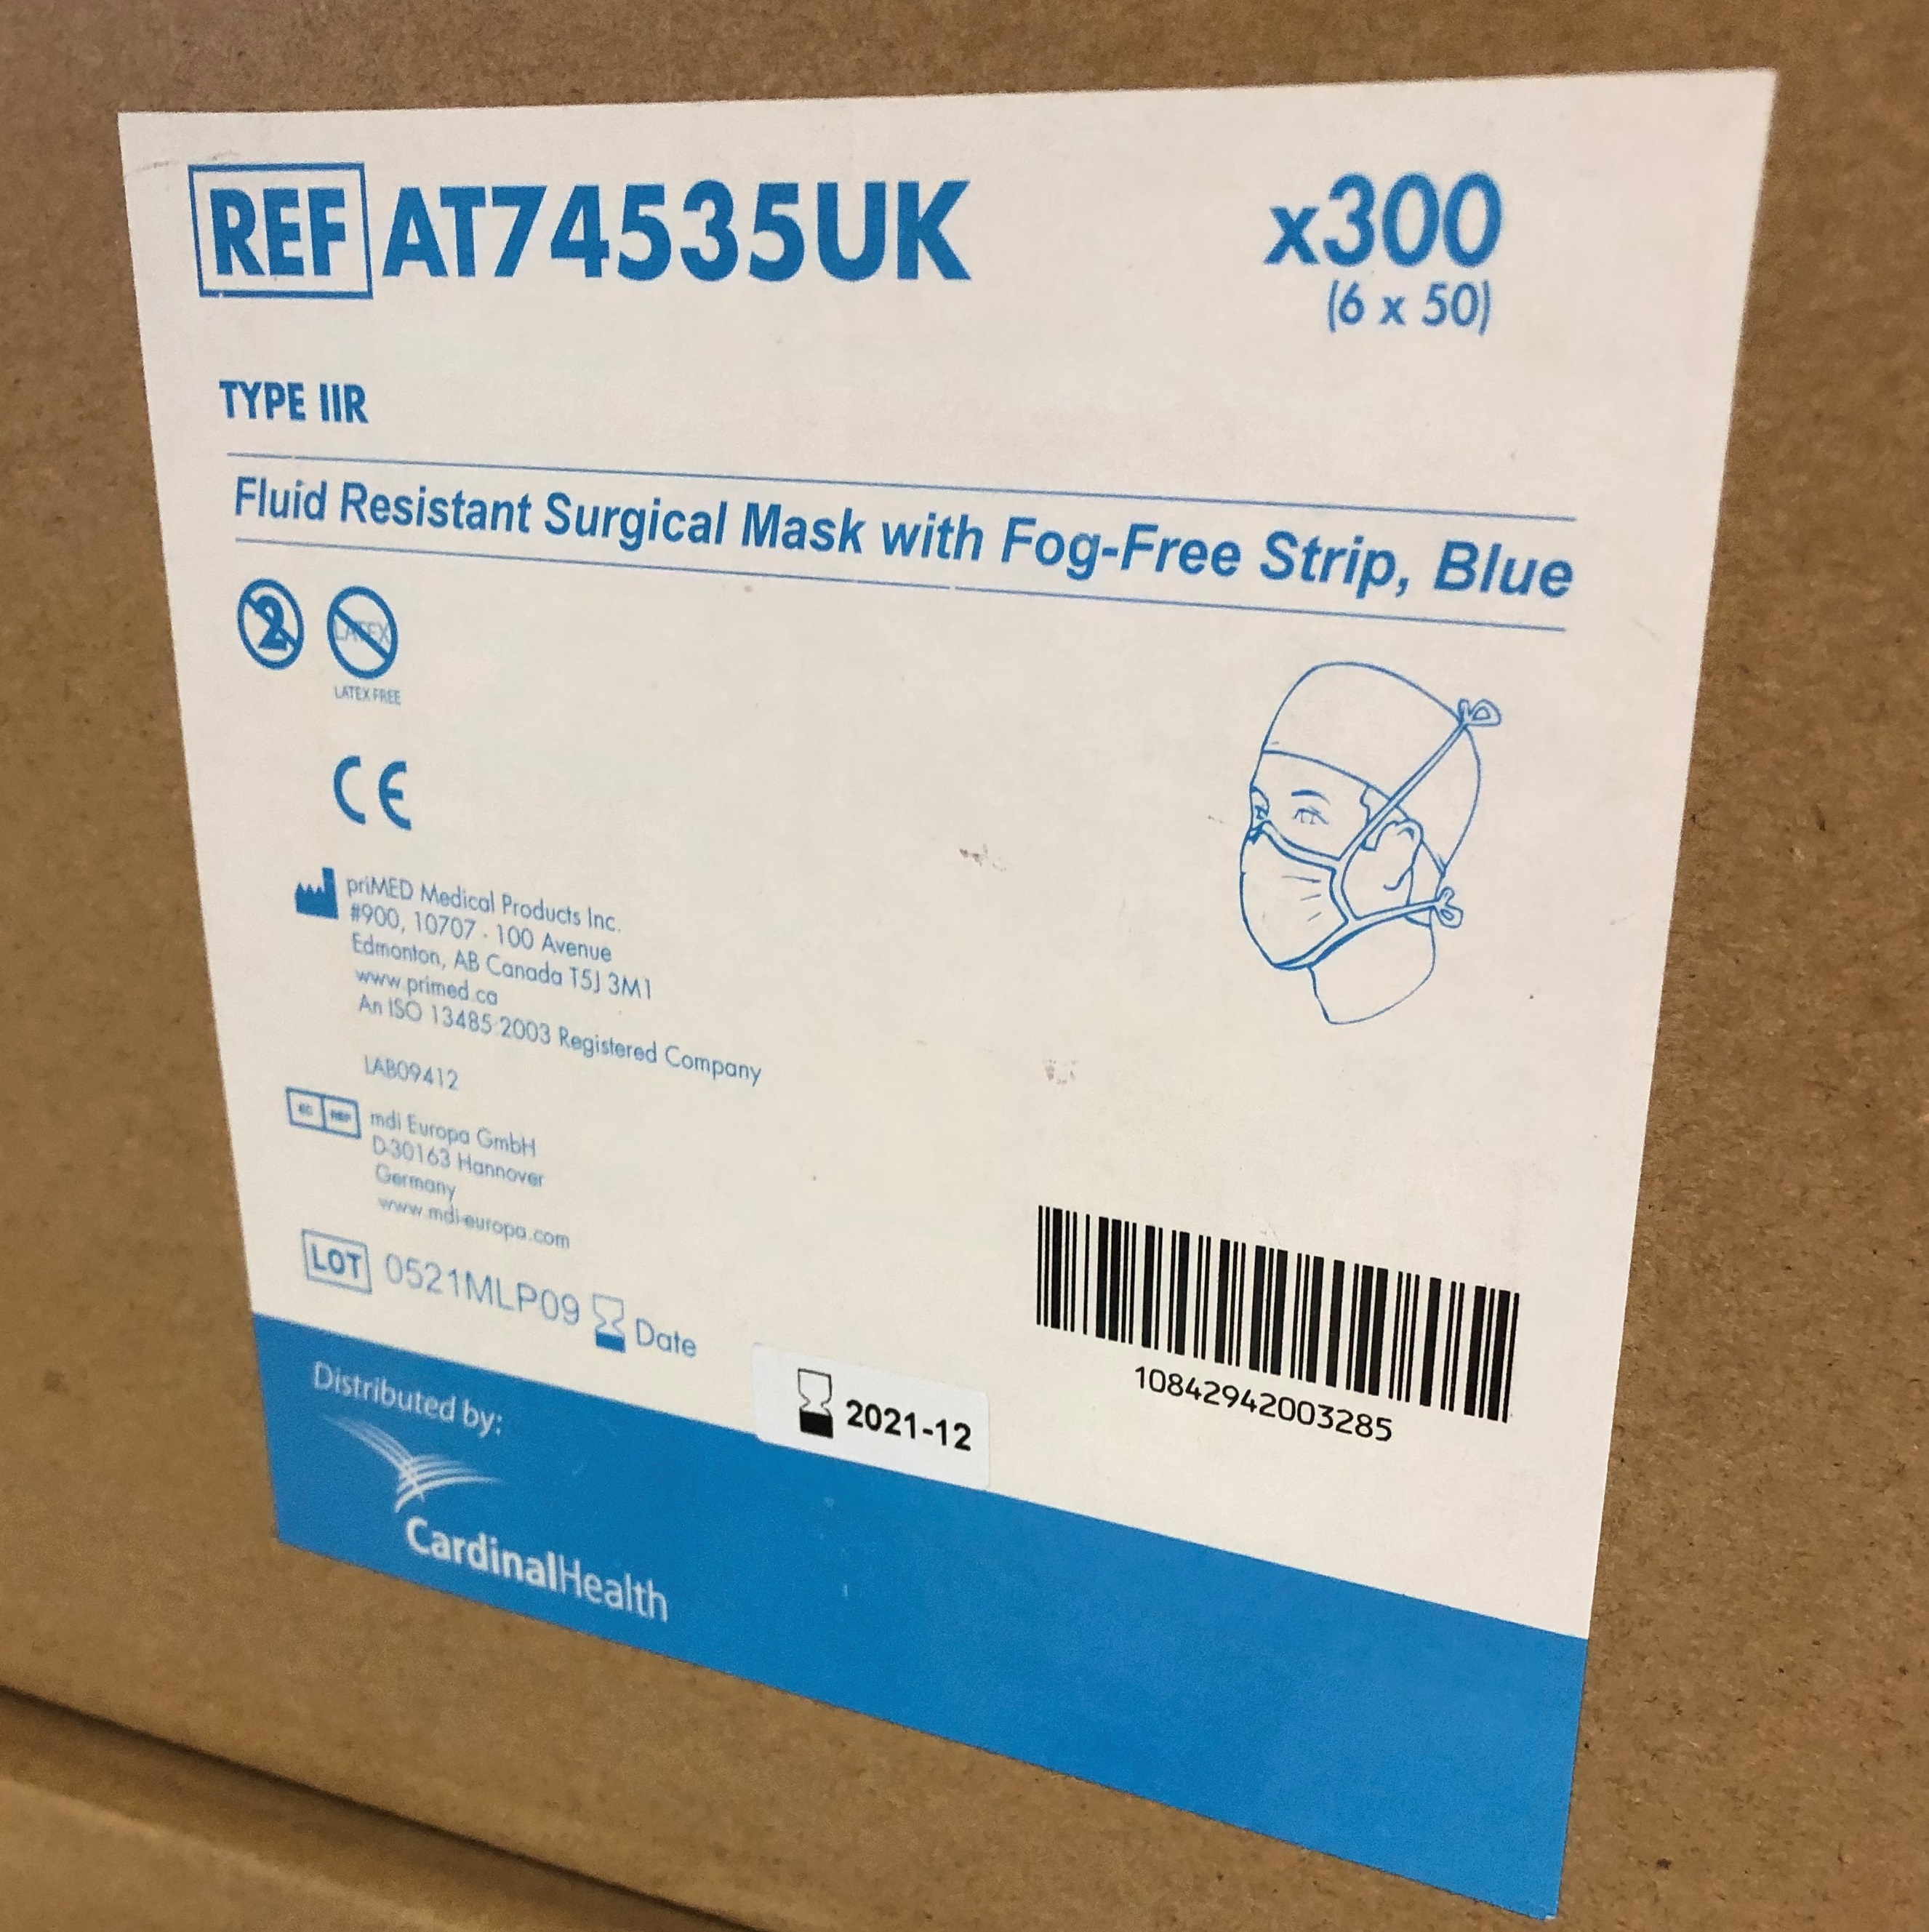 REF AT74535UK
x300
(6 x 50)
TYPE IIR
Fluid Resistant Surgical Mask with Fog-Free Strip, Blue
2
LATEX
LATEX FREE
CE
priMED Medical Products Inc.
#900, 10707 - 100 Avenue
Edmonton, AB Canada T5J 3M1
www.primed.ca
An ISO 13485:2003 Registered Company
LAB09412
EC REP
mdi Europa GmbH
D-30163 Hannover
Germany
www.mdi-europa.com
LOT 0521MLP09 Date
2021-12
10842942003285
Distributed by:
CardinalHealth